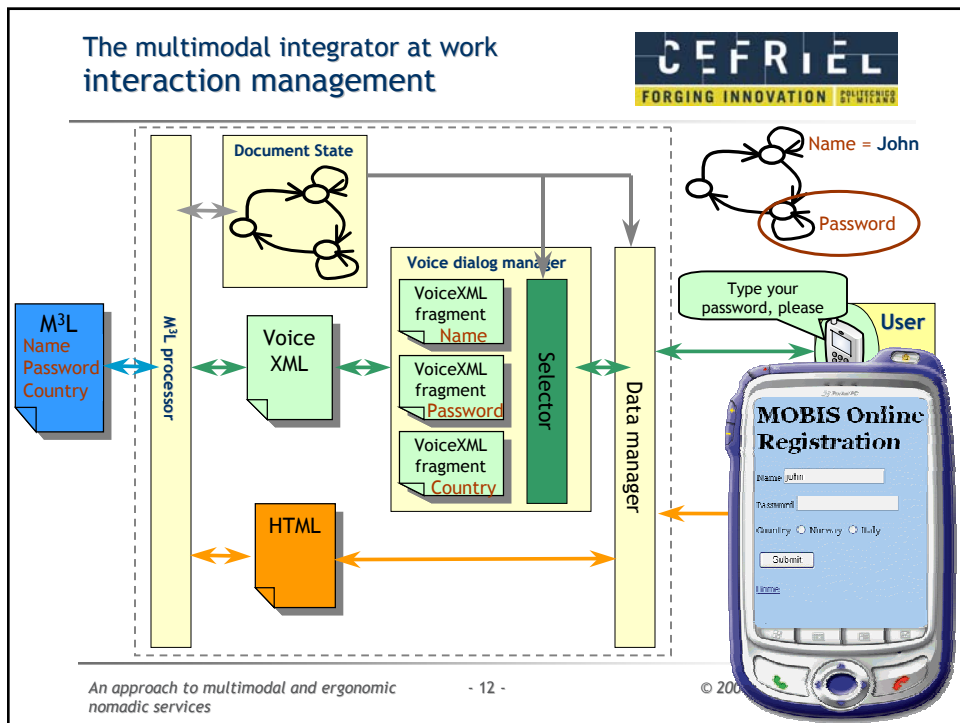 The multimodal integrator at work
interaction management
CEFRIEL
FORGING INNOVATION POLITECNICO
DI MILANO
Document State
Name = John
Password
Voice dialog manager
VoiceXML
fragment
Name
VoiceXML
fragment
Password
VoiceXML
fragment
Country
Selector
Data manager
M³L
Name
Password
Country
M³L processor
Voice
XML
HTML
Type your
password, please
User
Pocket PC
MOBIS Online
Registration
Name john
Password
Country Norway Italy
Submit
Home
An approach to multimodal and ergonomic
nomadic services
- 12 -
© 200